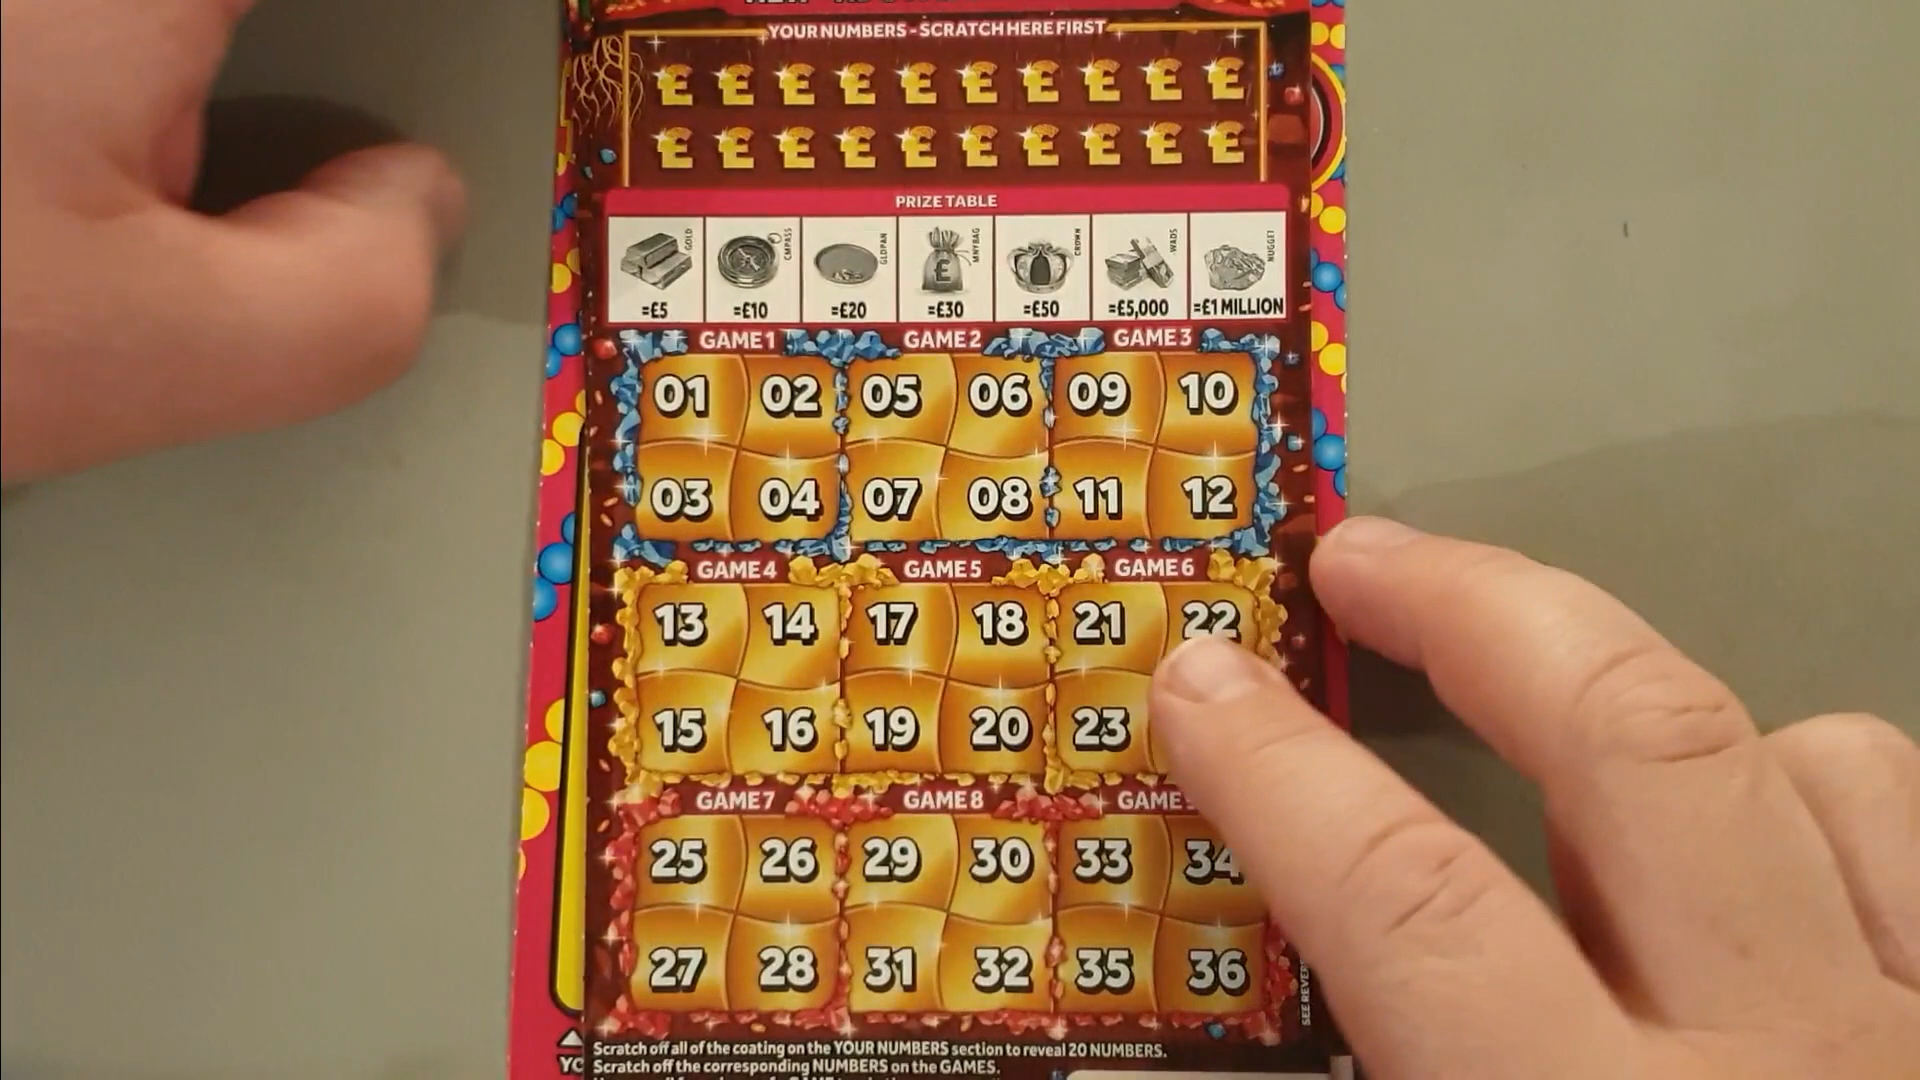 YOUR NUMBERS - SCRATCH HERE FIRST
£ £ £ £ £ £ £ £ £ £
£ £ £ £ £ £ £ £ £ £
PRIZE TABLE
GOLD CMPASS GLDPAN MNYBAG CROWN WADS NUGGET
=£5 =£10 =£20 =£30 =£50 =£5,000 =£1 MILLION
GAME 1 GAME 2 GAME 3
01 02 05 06 09 10
03 04 07 08 11 12
GAME 4 GAME 5 GAME 6
13 14 17 18 21 22
15 16 19 20 23
GAME 7 GAME 8 GAME
25 26 29 30 33 34
27 28 31 32 35 36
SEE REVER
Scratch off all of the coating on the YOUR NUMBERS section to reveal 20 NUMBERS.
YO
Scratch off the corresponding NUMBERS on the GAMES.